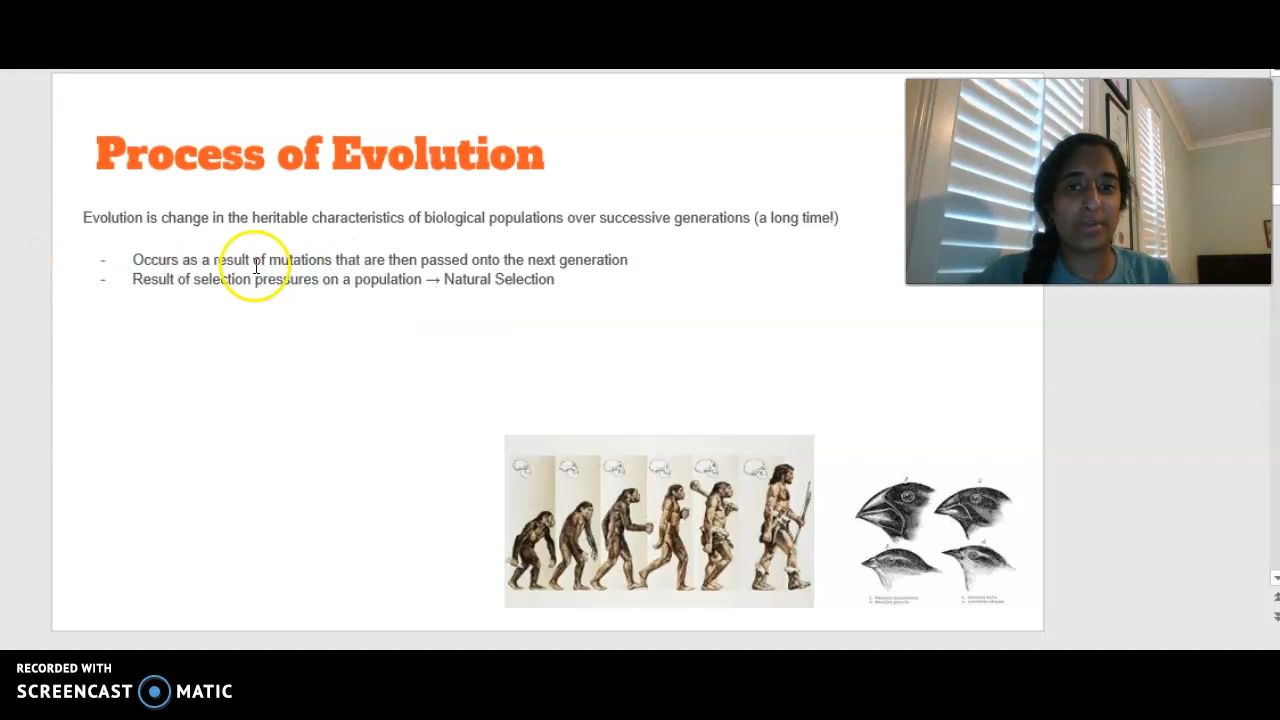 Process of Evolution
Evolution is change in the heritable characteristics of biological populations over successive generations (a long time!)
- Occurs as a result of mutations that are then passed onto the next generation
- Result of selection pressures on a population → Natural Selection
RECORDED WITH
SCREENCAST MATIC